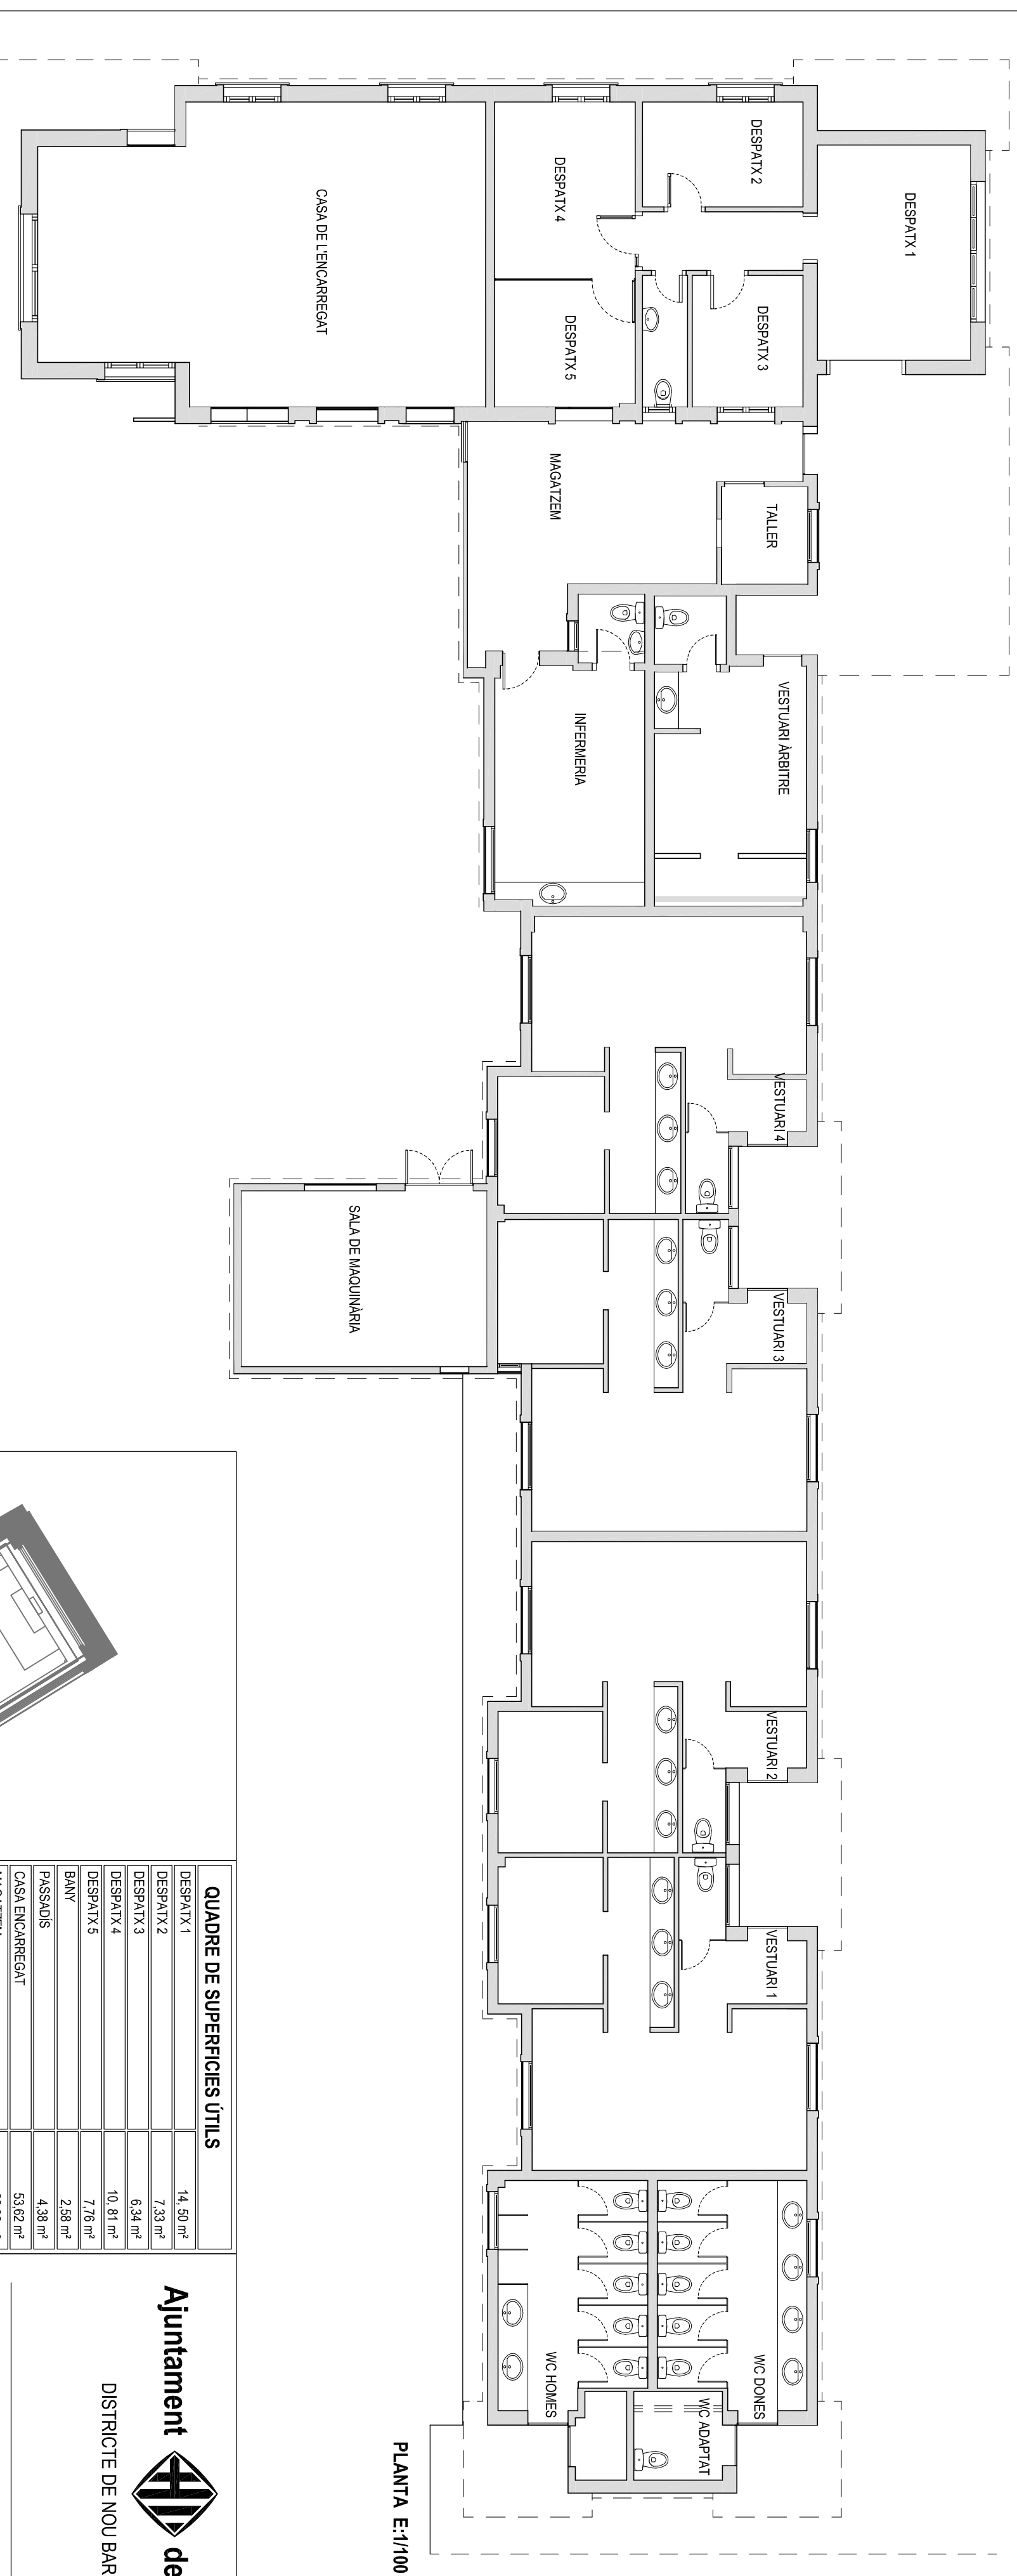 DESPATX 1
DESPATX 2
DESPATX 3
DESPATX 4
DESPATX 5
CASA DE L'ENCARREGAT
MAGATZEM
TALLER
VESTUARI ÀRBITRE
INFERMERIA
VESTUARI 4
SALA DE MAQUINÀRIA
VESTUARI 3
VESTUARI 2
VESTUARI 1
WC DONES
WC HOMES
WC ADAPTAT
PLANTA E:1/100
QUADRE DE SUPERFICIES ÚTILS
DESPATX 1 14, 50 m²
DESPATX 2 7,33 m²
DESPATX 3 6,34 m²
DESPATX 4 10, 81 m²
DESPATX 5 7,76 m²
BANY 2,58 m²
PASSADÍS 4,38 m²
CASA ENCARREGAT 53,62 m²
Ajuntament de
DISTRICTE DE NOU BAR